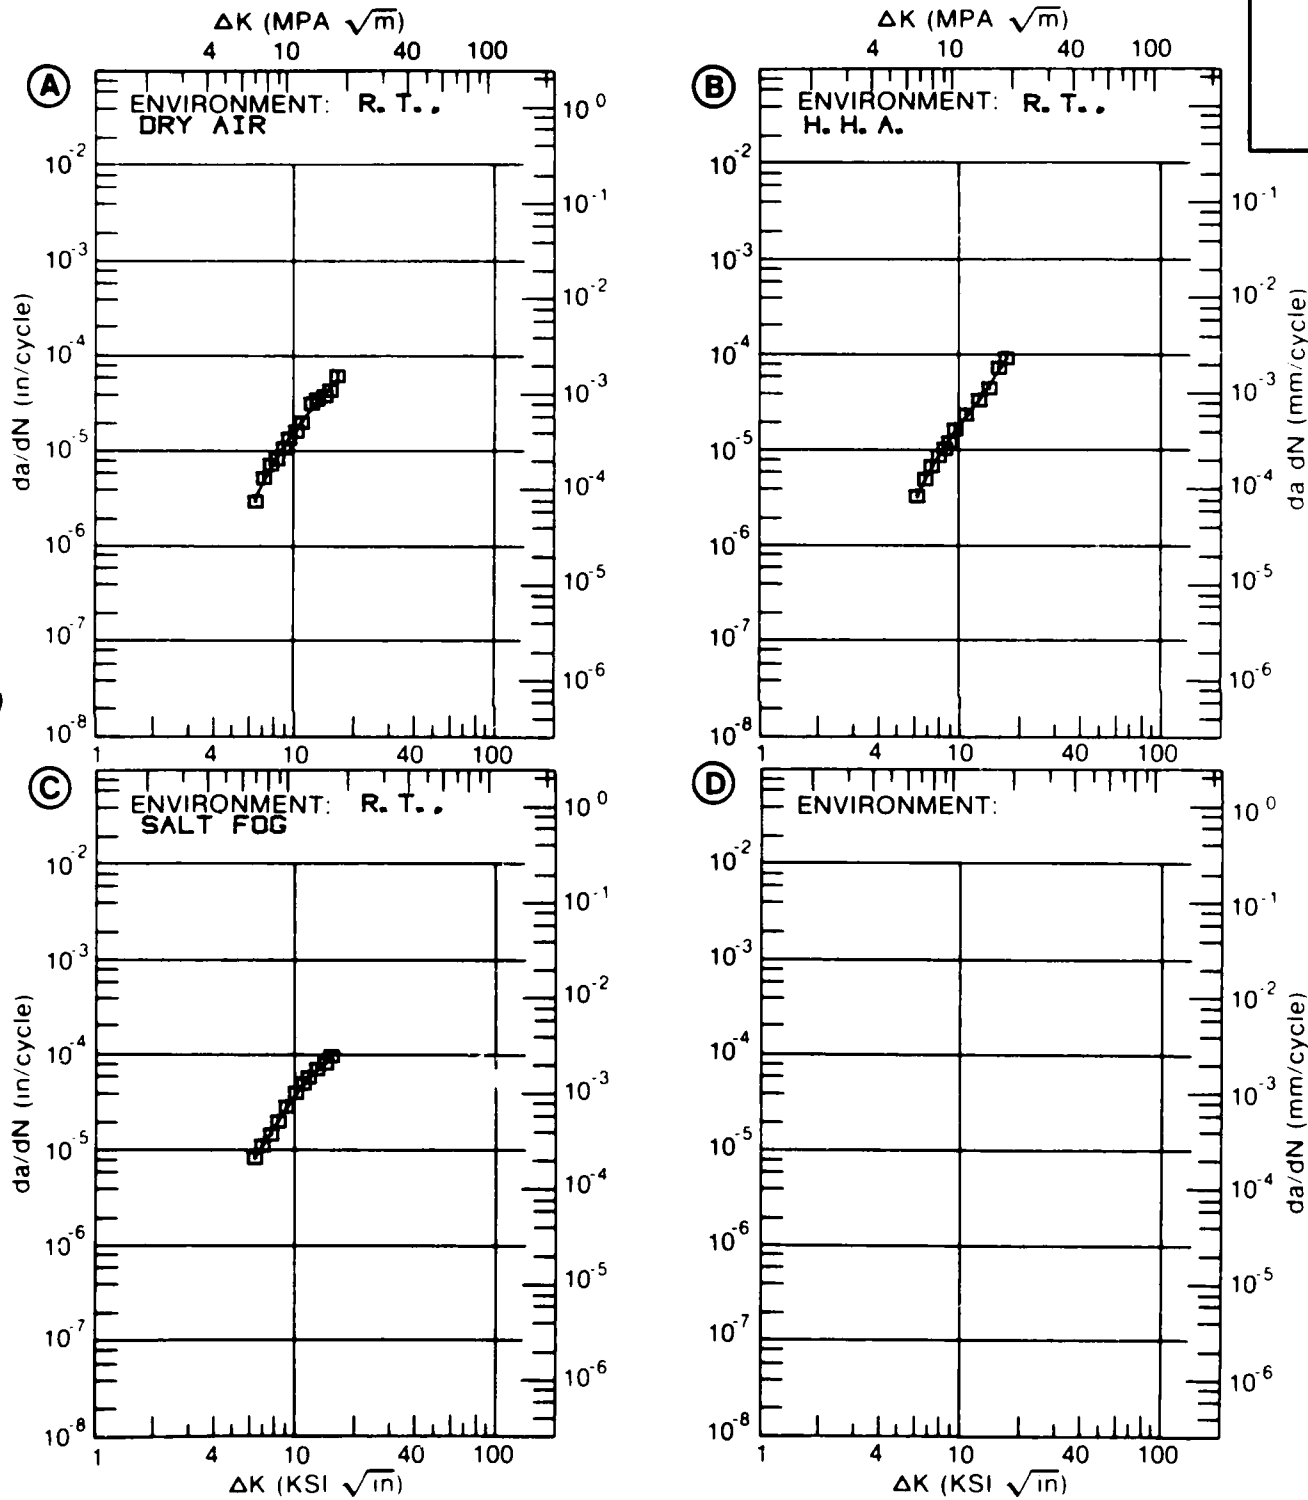 ΔK (MPA √m)
4 10 40 100
A
ENVIRONMENT: R. T.,
DRY AIR
10^-2
10^-3
10^-4
10^-5
10^-6
10^-7
10^-8
da/dN (in/cycle)
10^0
10^-1
10^-2
10^-3
10^-4
10^-5
10^-6
1 4 10 40 100
ΔK (MPA √m)
4 10 40 100
B
ENVIRONMENT: R. T.,
H. H. A.
10^-2
10^-3
10^-4
10^-5
10^-6
10^-7
10^-8
10^-1
10^-2
10^-3
10^-4
10^-5
10^-6
da dN (mm/cycle)
1 4 10 40 100
C
ENVIRONMENT: R. T.,
SALT FOG
10^-2
10^-3
10^-4
10^-5
10^-6
10^-7
10^-8
da/dN (in/cycle)
10^0
10^-1
10^-2
10^-3
10^-4
10^-5
10^-6
1 4 10 40 100
ΔK (KSI √in)
D
ENVIRONMENT:
10^-2
10^-3
10^-4
10^-5
10^-6
10^-7
10^-8
10^0
10^-1
10^-2
10^-3
10^-4
10^-5
10^-6
da/dN (mm/cycle)
1 4 10 40 100
ΔK (KSI √in)